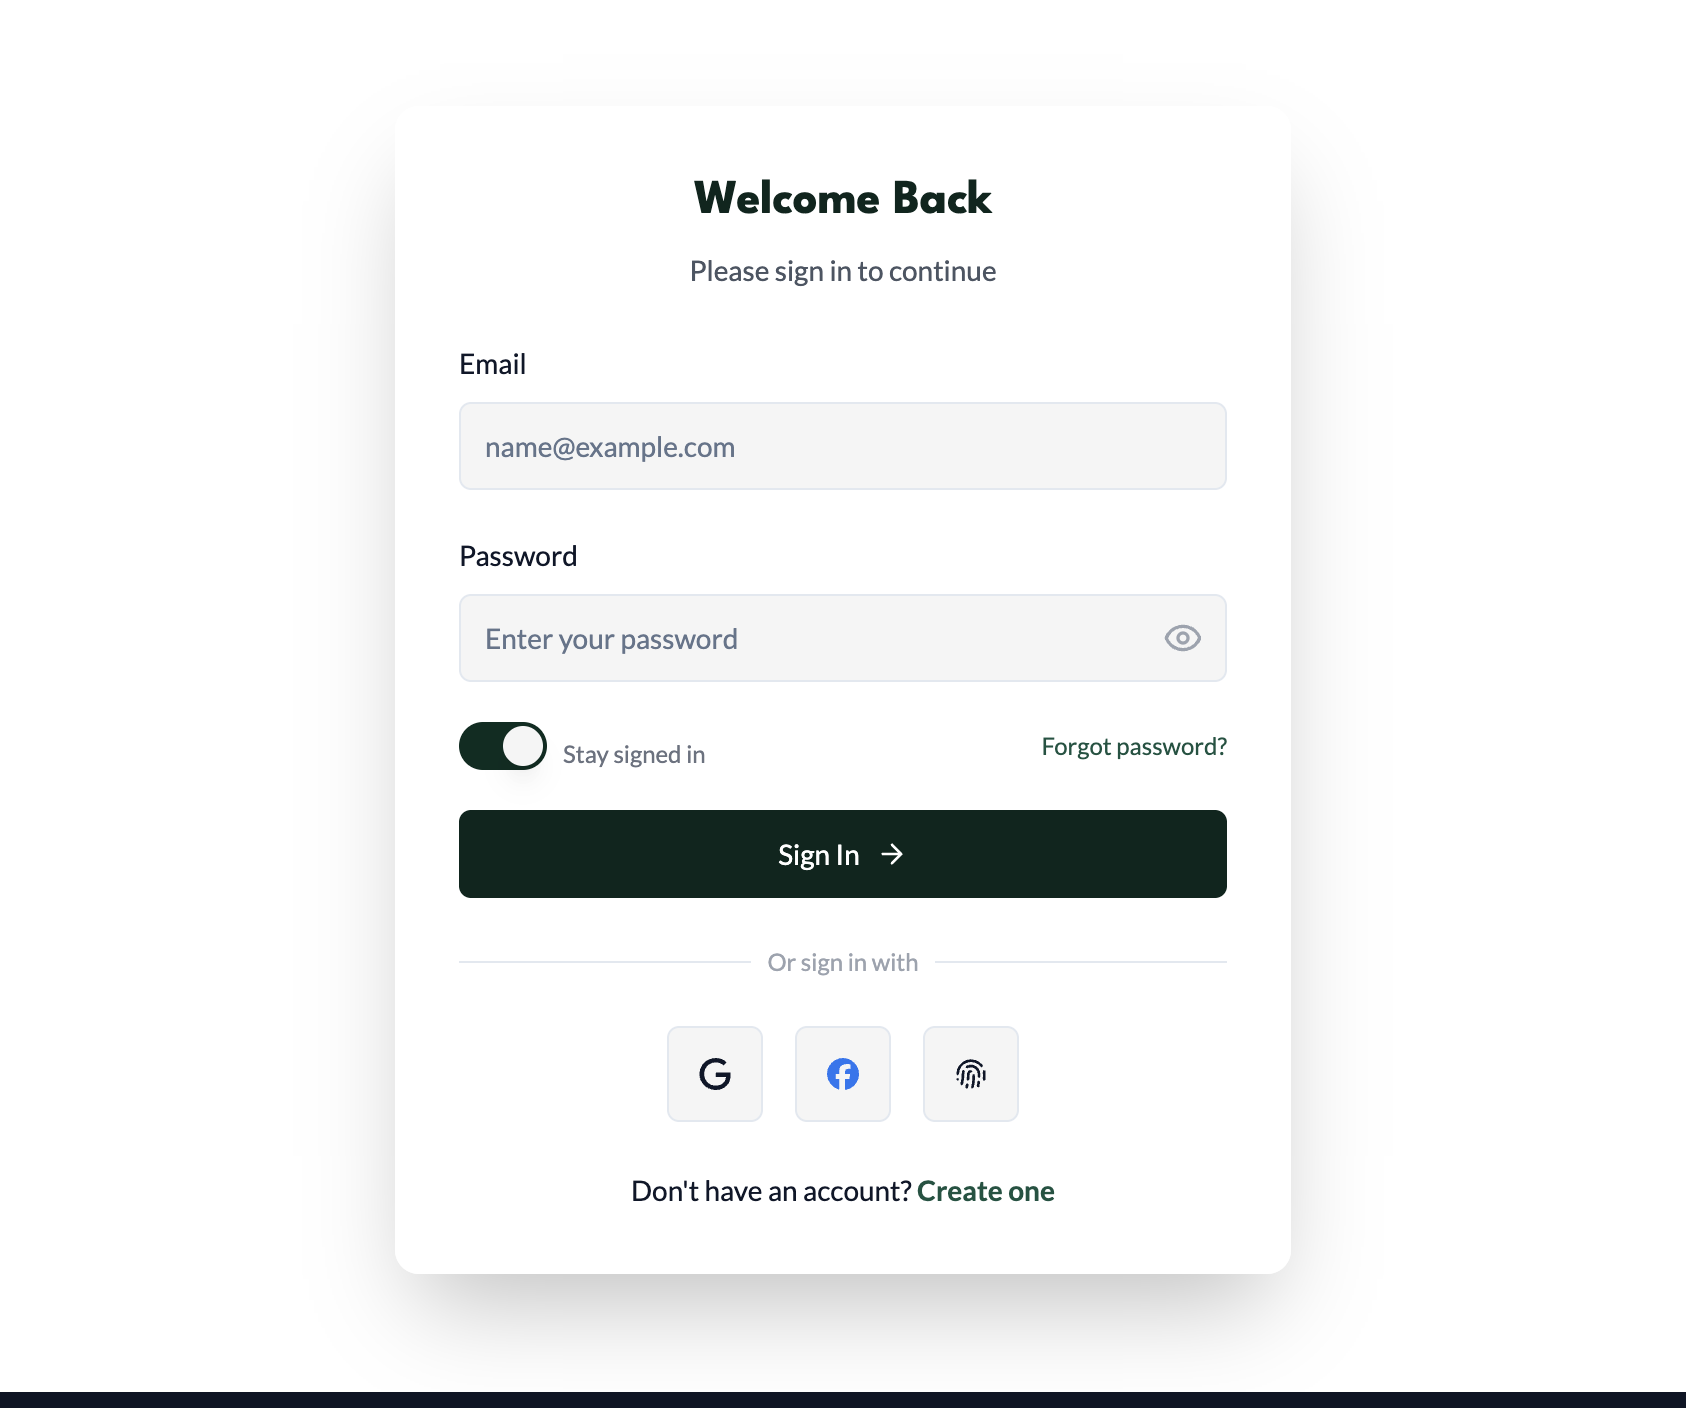 Welcome Back
Please sign in to continue
Email
name@example.com
Password
Enter your password
Stay signed in
Forgot password?
Sign In
Or sign in with
G
Don't have an account? Create one